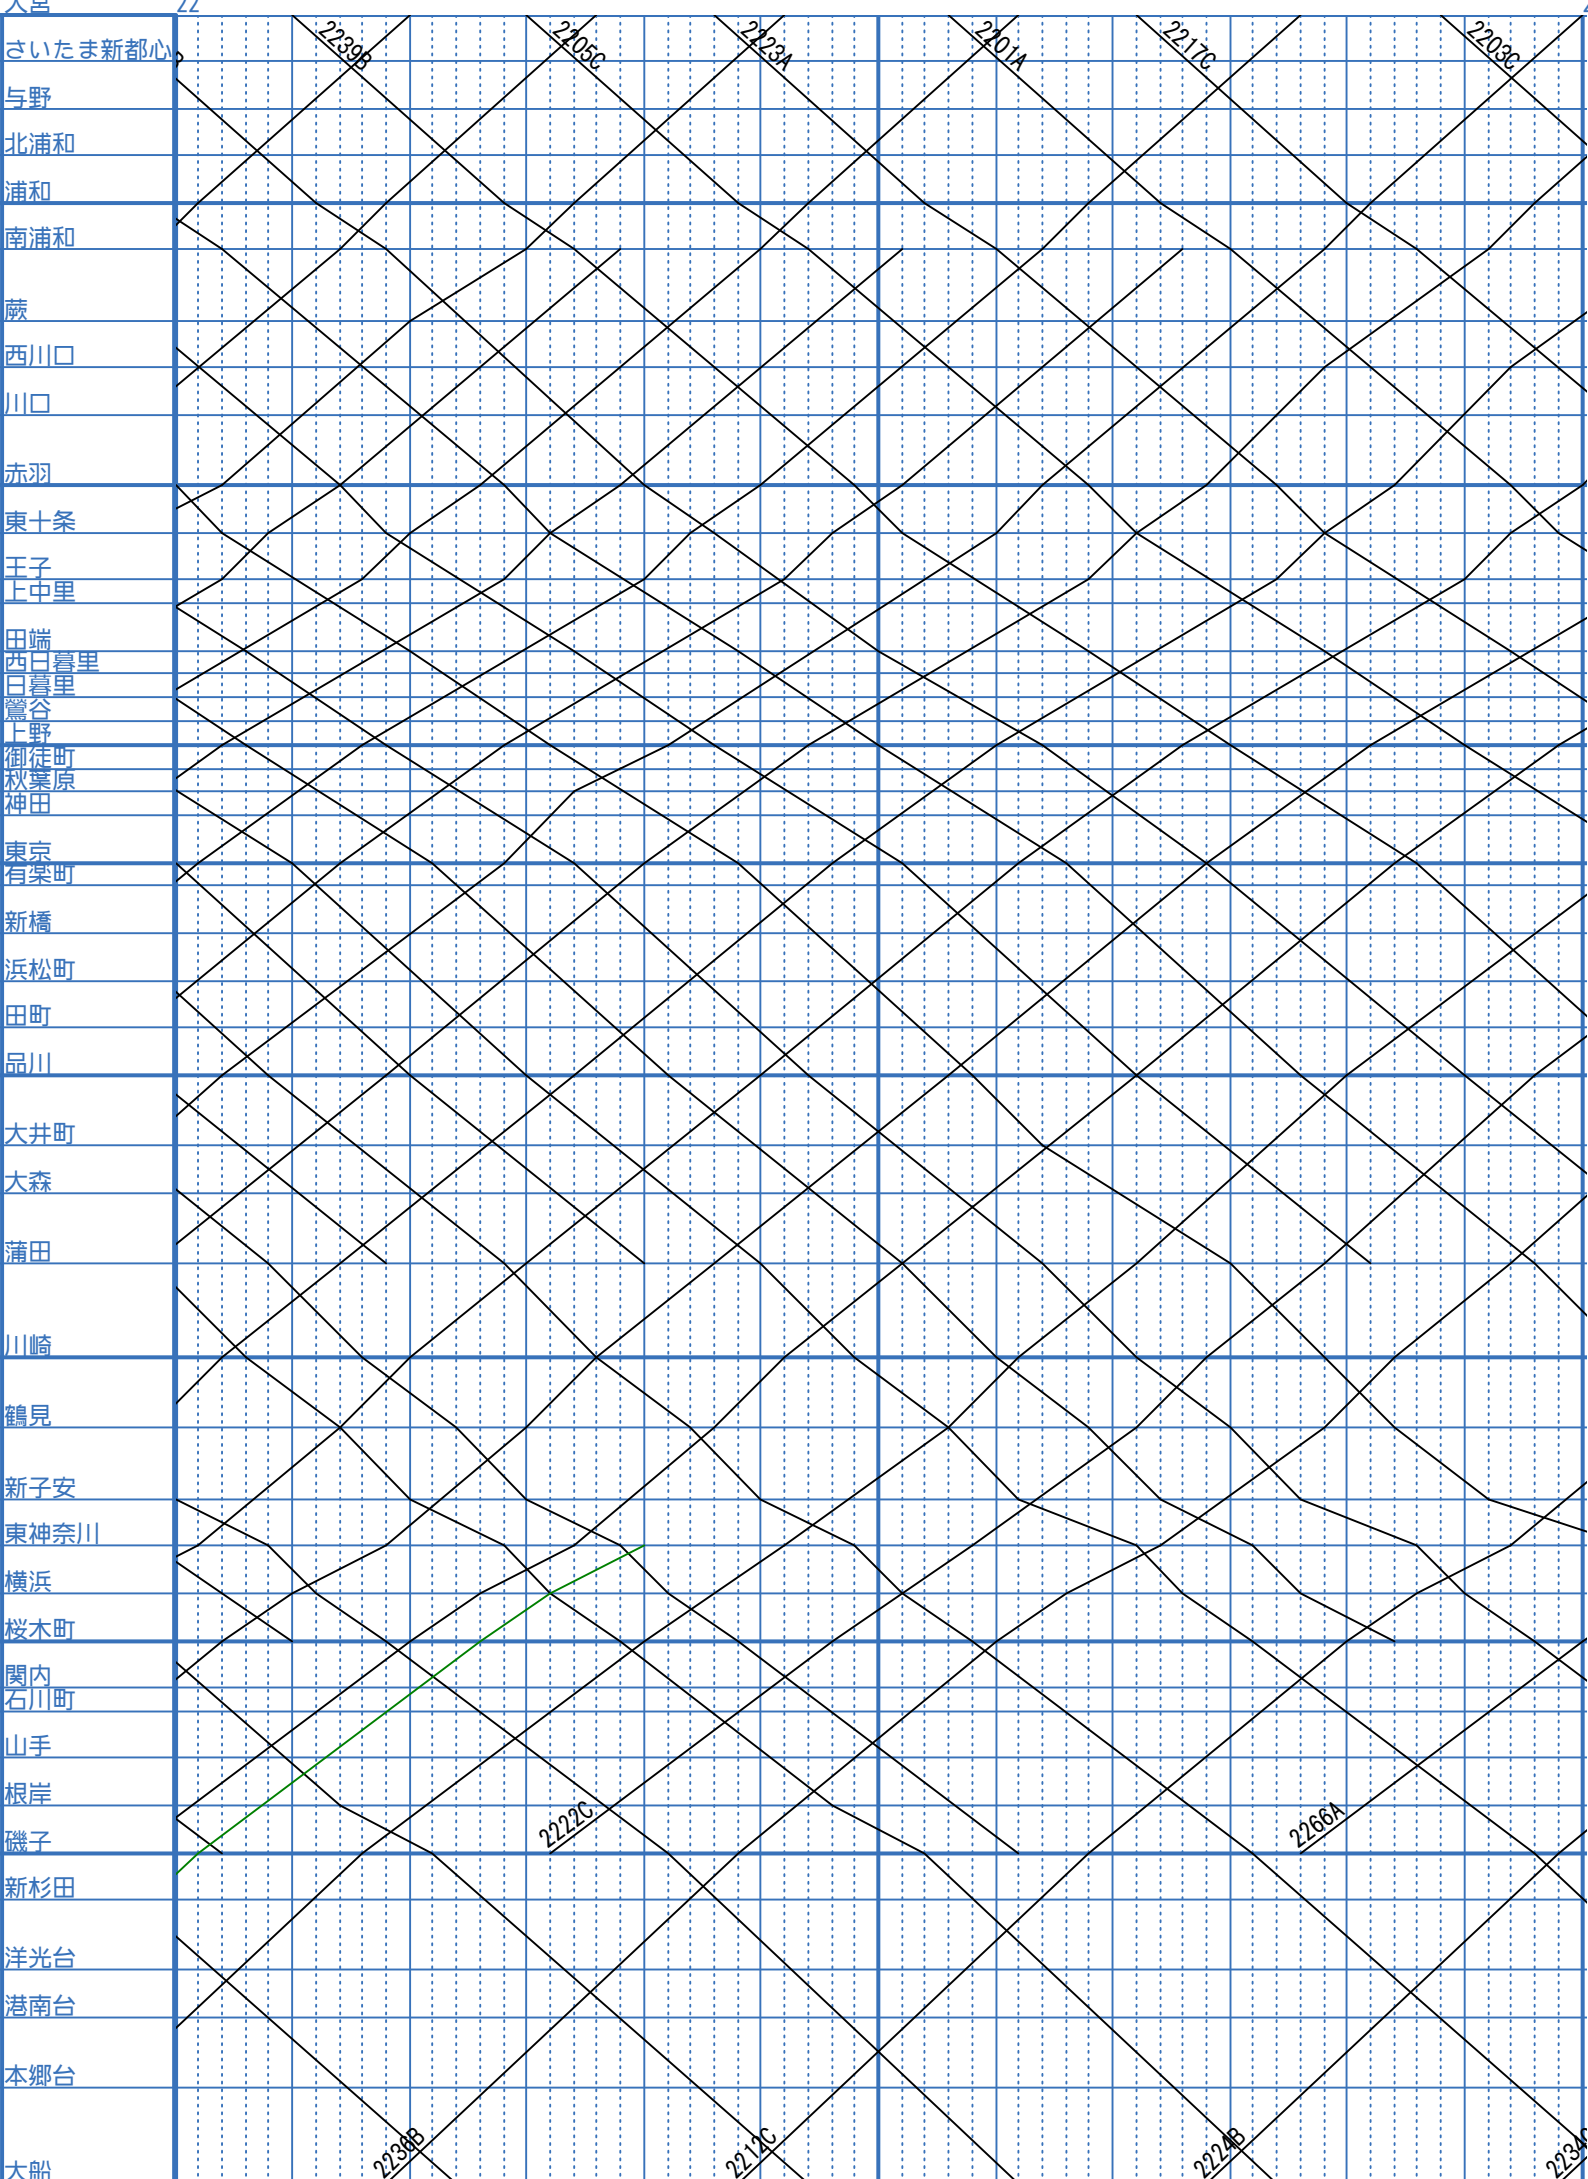 大宮 22
さいたま新都心
2239B 2205C 2223A 2201A 2217C 2203C
与野
北浦和
浦和
南浦和
蕨
西川口
川口
赤羽
東十条
王子
上中里
田端
西日暮里
日暮里
鶯谷
上野
御徒町
秋葉原
神田
東京
有楽町
新橋
浜松町
田町
品川
大井町
大森
蒲田
川崎
鶴見
新子安
東神奈川
横浜
桜木町
関内
石川町
山手
根岸
2222C 2266A
磯子
新杉田
洋光台
港南台
本郷台
2236B 2212C 2224B
大船